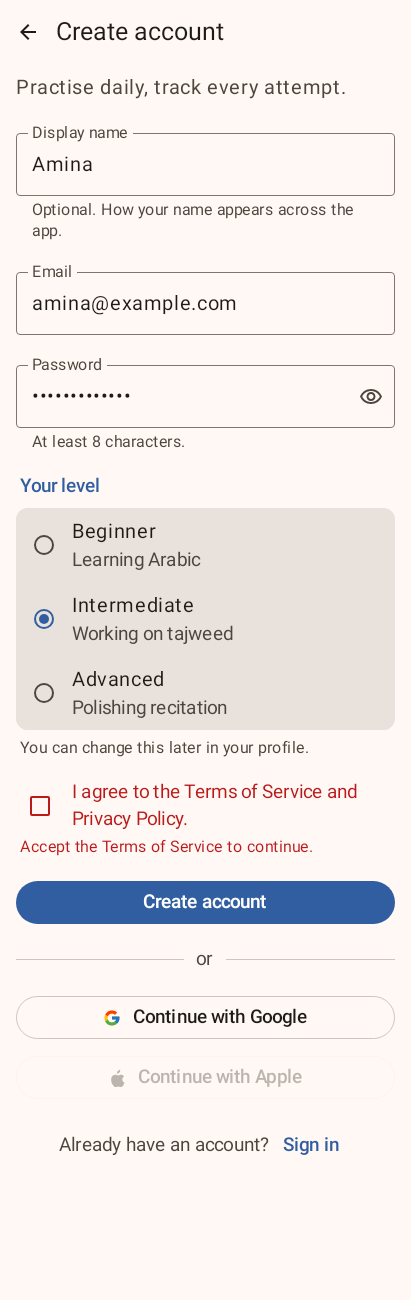 Create account
Practise daily, track every attempt.
Display name
Amina
Optional. How your name appears across the
app.
Email
amina@example.com
Password
•••••••••••••
At least 8 characters.
Your level
Beginner
Learning Arabic
Intermediate
Working on tajweed
Advanced
Polishing recitation
You can change this later in your profile.
I agree to the Terms of Service and
Privacy Policy.
Accept the Terms of Service to continue.
Create account
or
Continue with Google
Continue with Apple
Already have an account? Sign in